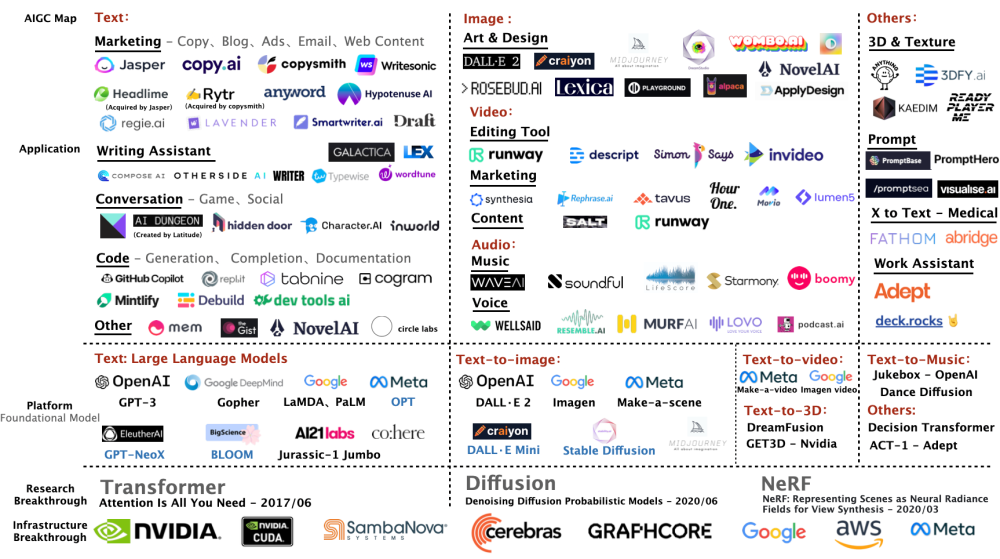 AIGC Map
Text:
Marketing – Copy、Blog、Ads、Email、Web Content
Jasper
copy.ai
copysmith
WS Writesonic
Headlime
(Acquired by Jasper)
Rytr
(Acquired by copysmith)
anyword
Hypotenuse AI
regie.ai
LAVENDER
Smartwriter.ai
Draft
Application
Writing Assistant
GALACTICA
LEX
COMPOSE AI
OTHERSIDE AI
WRITER
Typewise
wordtune
Conversation – Game、Social
AI DUNGEON
(Created by Latitude)
hidden door
Character.AI
inworld
Code – Generation、Completion、Documentation
GitHub Copilot
replit
tabnine
cogram
Mintlify
Debuild
dev tools ai
Other
mem
the Gist
NovelAI
circle labs
Image :
Art & Design
DALL·E 2
craiyon
MIDJOURNEY
All about imagination
WOMBO.AI
ROSEBUD.AI
Lexica
PLAYGROUND
alpaca
NovelAI
ApplyDesign
Video:
Editing Tool
runway
descript
Simon Says
invideo
Marketing
synthesia
Rephrase.ai
tavus
Hour One.
Movio
lumen5
Content
SALT
runway
Audio:
Music
WAVEAI
soundful
LifeScore
Starmony
boomy
Voice
WELLSAID
RESEMBLE.AI
MURFAI
LOVO
LOVE YOUR VOICE
podcast.ai
Others:
3D & Texture
ANYTHING
3DFY.ai
KAEDIM
READY
PLAYER
ME
Prompt
PromptBase
PromptHero
/promptsea
visualise.ai
X to Text – Medical
FATHOM
abridge
Work Assistant
Adept
deck.rocks
Platform
Foundational Model
Text: Large Language Models
OpenAI
Google DeepMind
Google
Meta
GPT-3
Gopher
LaMDA、PaLM
OPT
EleutherAI
BigScience
AI21labs
co:here
GPT-NeoX
BLOOM
Jurassic-1 Jumbo
Text-to-image:
OpenAI
Google
Meta
DALL·E 2
Imagen
Make-a-scene
craiyon
MIDJOURNEY
All about imagination
DALL·E Mini
Stable Diffusion
Text-to-video:
Meta
Google
Make-a-video
Imagen video
Text-to-3D:
DreamFusion
GET3D – Nvidia
Text-to-Music:
Jukebox – OpenAI
Dance Diffusion
Others:
Decision Transformer
ACT-1 – Adept
Research
Breakthrough
Transformer
Attention Is All You Need – 2017/06
Diffusion
Denoising Diffusion Probabilistic Models – 2020/06
NeRF
NeRF: Representing Scenes as Neural Radiance
Fields for View Synthesis – 2020/03
Infrastructure
Breakthrough
NVIDIA.
NVIDIA.
CUDA.
SambaNova
SYSTEMS
cerebras
GRAPHCORE
Google
aws
Meta